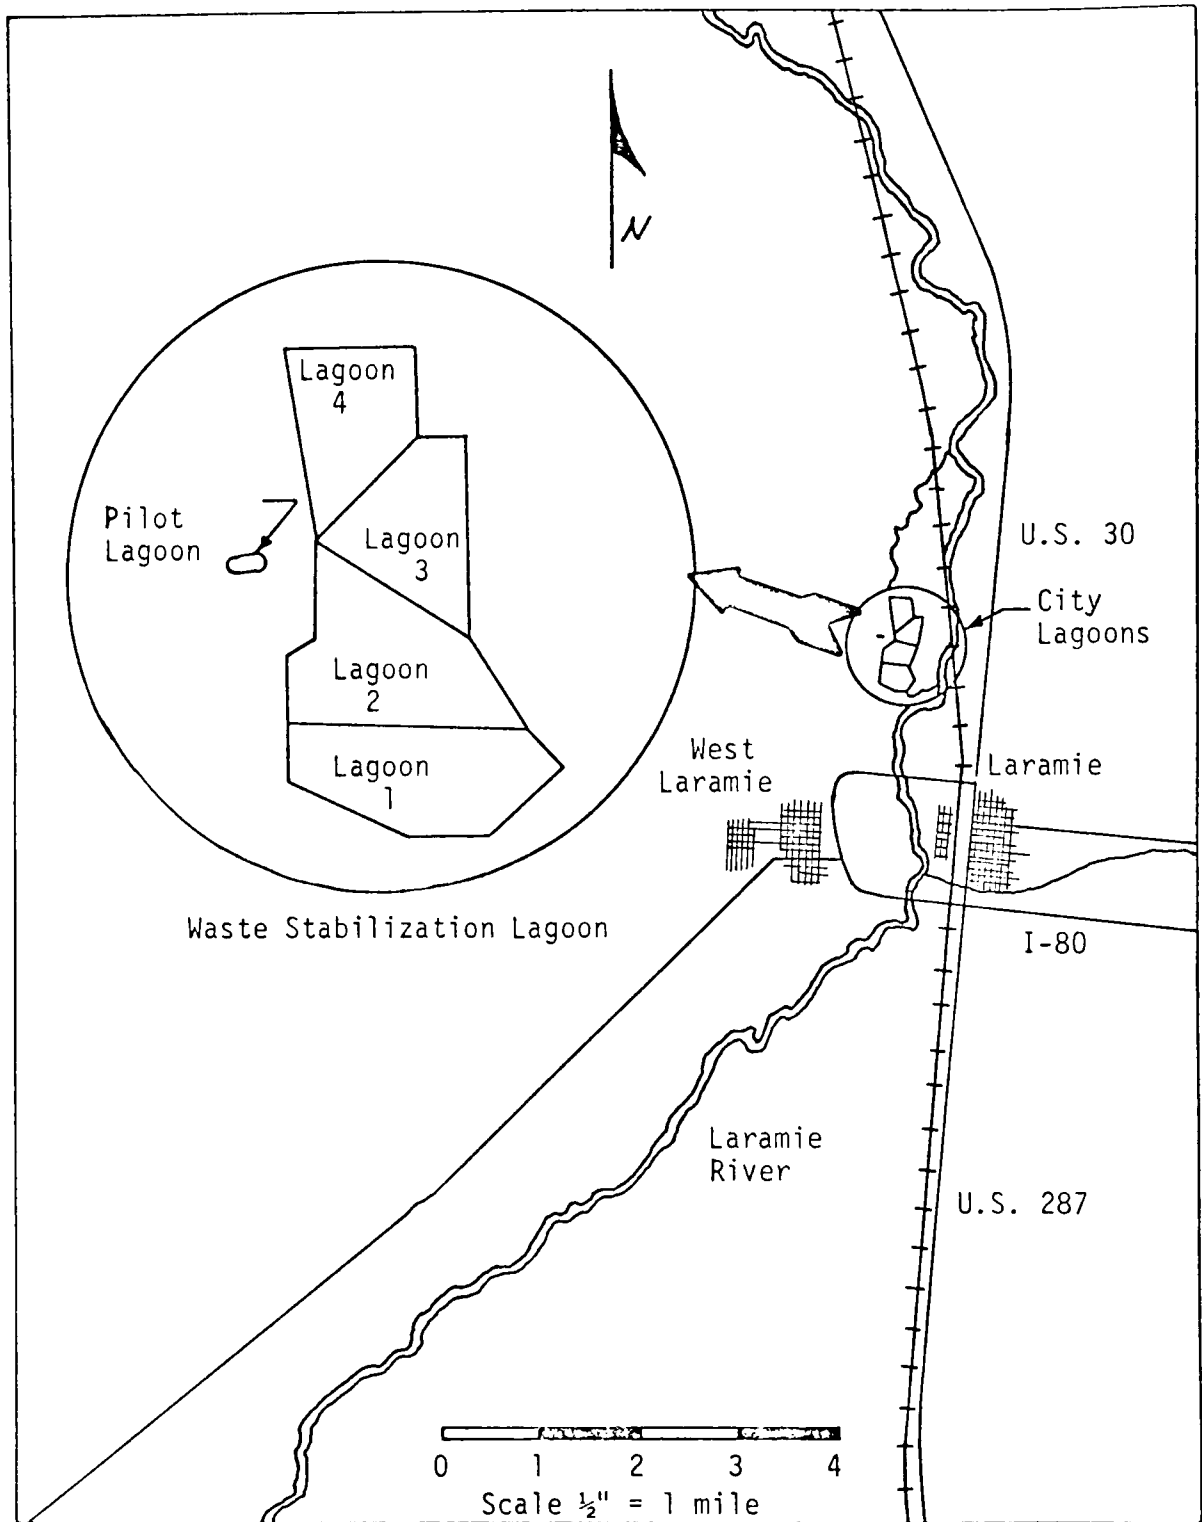 N
Lagoon
4
Pilot
Lagoon
Lagoon
3
Lagoon
2
Lagoon
1
Waste Stabilization Lagoon
U.S. 30
City
Lagoons
West
Laramie
Laramie
I-80
Laramie
River
U.S. 287
0 1 2 3 4
Scale ½" = 1 mile